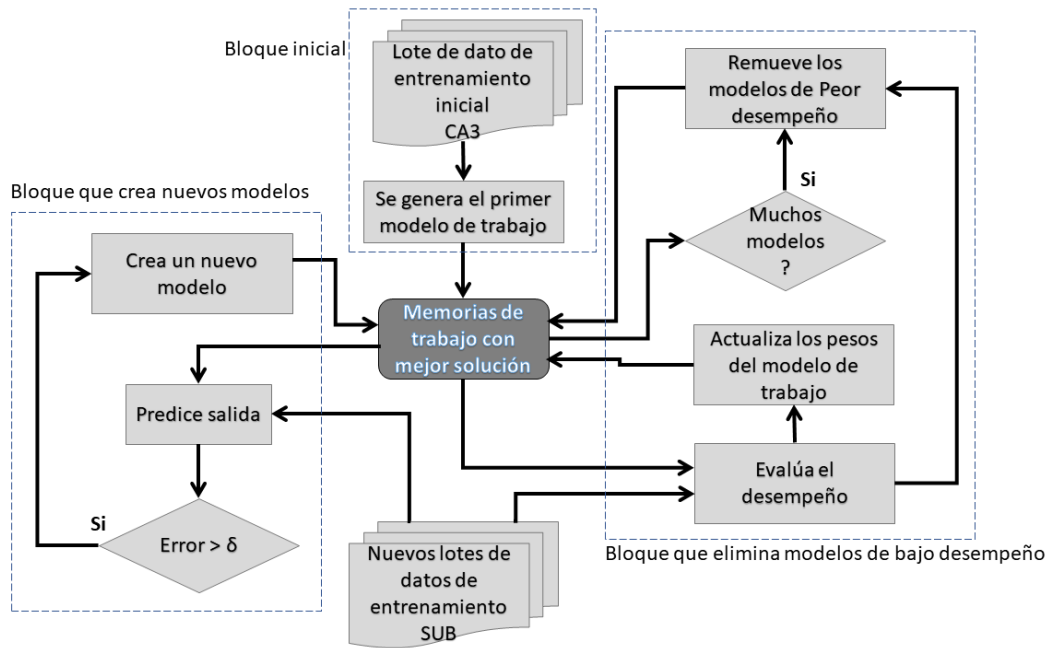 Bloque inicial
Lote de dato de
entrenamiento
inicial
CA3
Se genera el primer
modelo de trabajo
Remueve los
modelos de Peor
desempeño
Si
Muchos
modelos
?
Bloque que crea nuevos modelos
Crea un nuevo
modelo
Memorias de
trabajo con
mejor solución
Actualiza los pesos
del modelo de
trabajo
Predice salida
Evalúa el
desempeño
Si
Error > δ
Nuevos lotes de
datos de
entrenamiento
SUB
Bloque que elimina modelos de bajo desempeño